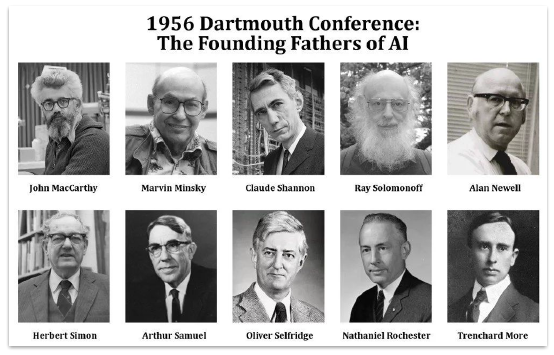 1956 Dartmouth Conference:
The Founding Fathers of AI
John MacCarthy
Marvin Minsky
Claude Shannon
Ray Solomonoff
Alan Newell
Herbert Simon
Arthur Samuel
Oliver Selfridge
Nathaniel Rochester
Trenchard More